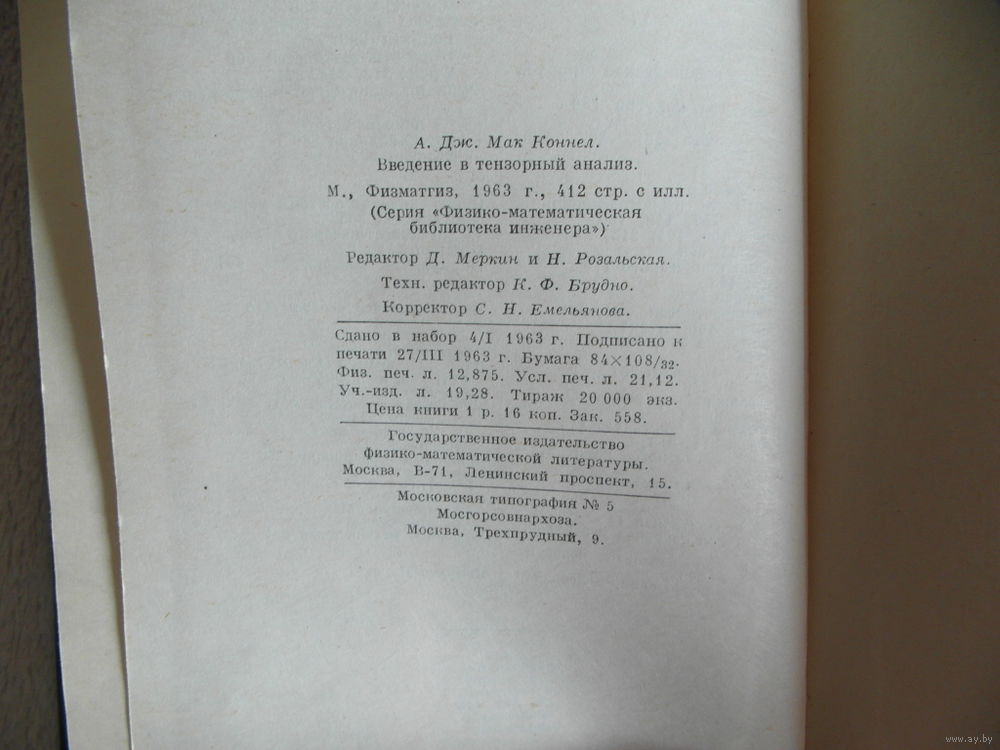 А. Дж. Мак Коннел.
Введение в тензорный анализ.
М., Физматгиз, 1963 г., 412 стр. с илл.
(Серия «Физико-математическая
библиотека инженера»)
Редактор Д. Меркин и Н. Розальская.
Техн. редактор К. Ф. Брудно.
Корректор С. Н. Емельянова.
Сдано в набор 4/I 1963 г. Подписано к
печати 27/III 1963 г. Бумага 84×108/32.
Физ. печ. л. 12,875. Усл. печ. л. 21,12.
Уч.-изд. л. 19,28. Тираж 20 000 экз.
Цена книги 1 р. 16 коп. Зак. 558.
Государственное издательство
физико-математической литературы.
Москва, В-71, Ленинский проспект, 15.
Московская типография № 5
Мосгорсовнархоза.
Москва, Трехпрудный, 9.
www.ay.by